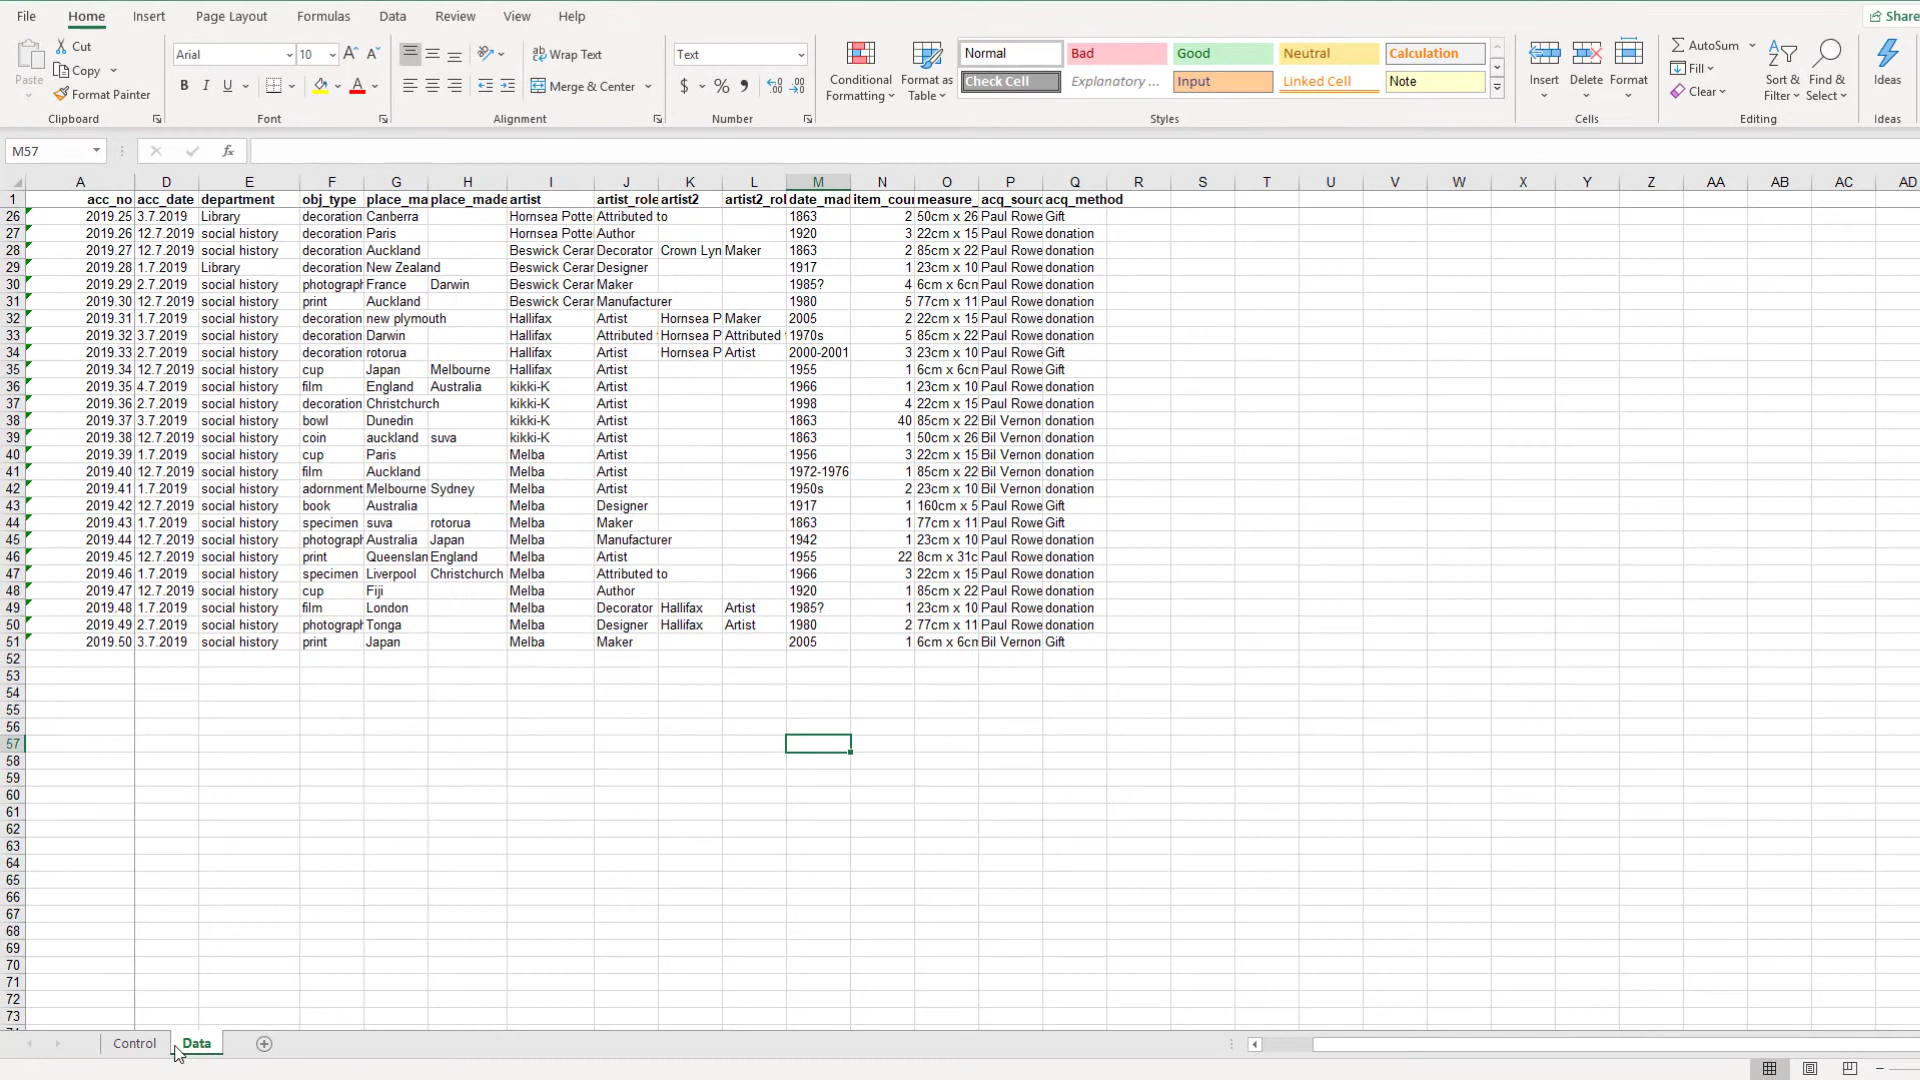 File Home Insert Page Layout Formulas Data Review View Help Share
Paste Cut Copy Format Painter Clipboard
Arial 10 B I U Font
Wrap Text Merge & Center Alignment
Text $ % , Number
Conditional Formatting Format as Table
Normal Bad Good Neutral Calculation
Check Cell Explanatory ... Input Linked Cell Note
Styles
Insert Delete Format Cells
AutoSum Fill Clear Sort & Filter Find & Select Editing
Ideas Ideas
M57 fx
A D E F G H I J K L M N O P Q R S T U V W X Y Z AA AB AC AD
1 acc_no acc_date department obj_type place_ma place_made artist artist_role artist2 artist2_rol date_mad item_cou measure_ acq_sourc acq_method
26 2019.25 3.7.2019 Library decoration Canberra Hornsea Potte Attributed to 1863 2 50cm x 26 Paul Rowe Gift
27 2019.26 12.7.2019 social history decoration Paris Hornsea Potte Author 1920 3 22cm x 15 Paul Rowe donation
28 2019.27 12.7.2019 social history decoration Auckland Beswick Cerar Decorator Crown Lyn Maker 1863 2 85cm x 22 Paul Rowe donation
29 2019.28 1.7.2019 Library decoration New Zealand Beswick Cerar Designer 1917 1 23cm x 10 Paul Rowe donation
30 2019.29 2.7.2019 social history photograph France Darwin Beswick Cerar Maker 1985? 4 6cm x 6cm Paul Rowe donation
31 2019.30 12.7.2019 social history print Auckland Beswick Cerar Manufacturer 1980 5 77cm x 11 Paul Rowe donation
32 2019.31 1.7.2019 social history decoration new plymouth Hallifax Artist Hornsea P Maker 2005 2 22cm x 15 Paul Rowe donation
33 2019.32 3.7.2019 social history decoration Darwin Hallifax Attributed Hornsea P Attributed 1970s 5 85cm x 22 Paul Rowe donation
34 2019.33 2.7.2019 social history decoration rotorua Hallifax Artist Hornsea P Artist 2000-2001 3 23cm x 10 Paul Rowe Gift
35 2019.34 12.7.2019 social history cup Japan Melbourne Hallifax Artist 1955 1 6cm x 6cm Paul Rowe Gift
36 2019.35 4.7.2019 social history film England Australia kikki-K Artist 1966 1 23cm x 10 Paul Rowe donation
37 2019.36 2.7.2019 social history decoration Christchurch kikki-K Artist 1998 4 22cm x 15 Paul Rowe donation
38 2019.37 3.7.2019 social history bowl Dunedin kikki-K Artist 1863 40 85cm x 22 Bil Vernon donation
39 2019.38 12.7.2019 social history coin auckland suva kikki-K Artist 1863 1 50cm x 26 Bil Vernon donation
40 2019.39 1.7.2019 social history cup Paris Melba Artist 1956 3 22cm x 15 Bil Vernon donation
41 2019.40 12.7.2019 social history film Auckland Melba Artist 1972-1976 1 85cm x 22 Bil Vernon donation
42 2019.41 1.7.2019 social history adornment Melbourne Sydney Melba Artist 1950s 2 23cm x 10 Bil Vernon donation
43 2019.42 12.7.2019 social history book Australia Melba Designer 1917 1 160cm x 5 Paul Rowe Gift
44 2019.43 1.7.2019 social history specimen suva rotorua Melba Maker 1863 1 77cm x 11 Paul Rowe Gift
45 2019.44 12.7.2019 social history photograph Australia Japan Melba Manufacturer 1942 1 23cm x 10 Paul Rowe donation
46 2019.45 12.7.2019 social history print Queenslan England Melba Artist 1955 22 8cm x 31c Paul Rowe donation
47 2019.46 1.7.2019 social history specimen Liverpool Christchurch Melba Attributed to 1966 3 22cm x 15 Paul Rowe donation
48 2019.47 12.7.2019 social history cup Fiji Melba Author 1920 1 85cm x 22 Paul Rowe donation
49 2019.48 1.7.2019 social history film London Melba Decorator Hallifax Artist 1985? 1 23cm x 10 Paul Rowe donation
50 2019.49 2.7.2019 social history photograph Tonga Melba Designer Hallifax Artist 1980 2 77cm x 11 Paul Rowe donation
51 2019.50 3.7.2019 social history print Japan Melba Maker 2005 1 6cm x 6cm Bil Vernon Gift
52
53
54
55
56
57
58
59
60
61
62
63
64
65
66
67
68
69
70
71
72
73
Control Data